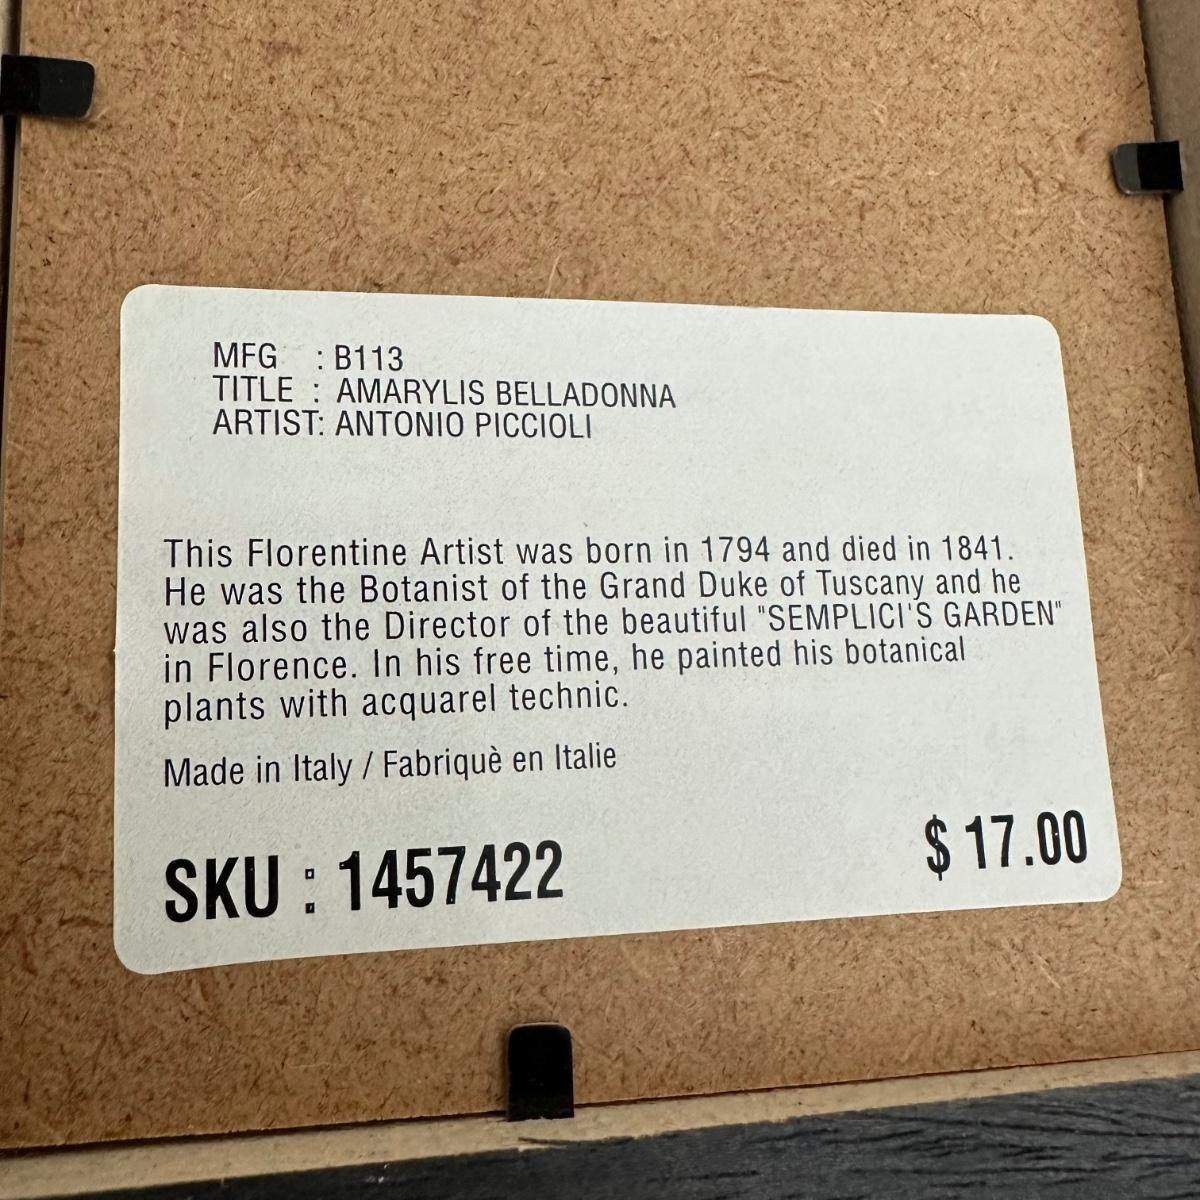 MFG : B113
TITLE : AMARYLIS BELLADONNA
ARTIST: ANTONIO PICCIOLI
This Florentine Artist was born in 1794 and died in 1841.
He was the Botanist of the Grand Duke of Tuscany and he
was also the Director of the beautiful "SEMPLICI'S GARDEN"
in Florence. In his free time, he painted his botanical
plants with acquarel technic.
Made in Italy / Fabriquè en Italie
SKU : 1457422
$ 17.00